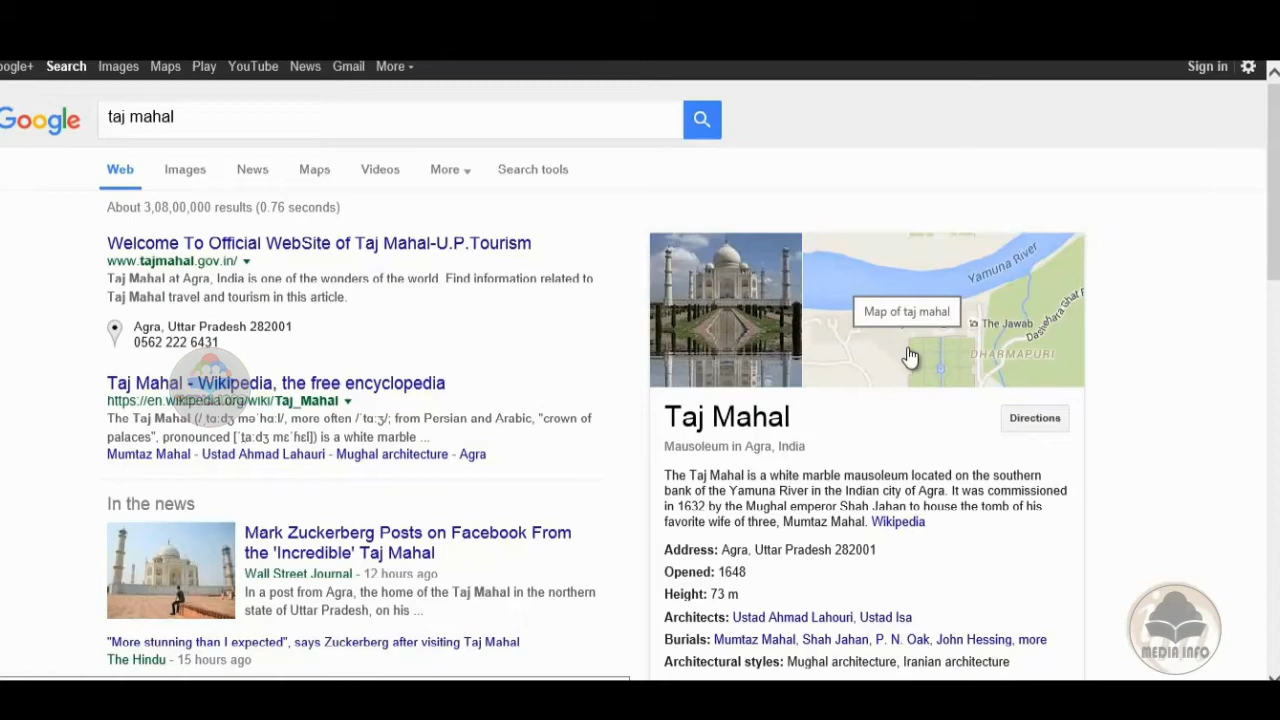 oogle+ Search Images Maps Play YouTube News Gmail More
Sign in
Google
taj mahal
Web Images News Maps Videos More Search tools
About 3,08,00,000 results (0.76 seconds)
Welcome To Official WebSite of Taj Mahal-U.P.Tourism
www.tajmahal.gov.in/
Taj Mahal at Agra, India is one of the wonders of the world. Find information related to
Taj Mahal travel and tourism in this article.
Agra, Uttar Pradesh 282001
0562 222 6431
Taj Mahal - Wikipedia, the free encyclopedia
https://en.wikipedia.org/wiki/Taj_Mahal
The Taj Mahal (/ˌtɑːdʒ məˈhɑːl/, more often /ˈtɑːʒ/; from Persian and Arabic, "crown of
palaces", pronounced [ˈtaːdʒ mɛˈɦɛl]) is a white marble ...
Mumtaz Mahal - Ustad Ahmad Lahauri - Mughal architecture - Agra
In the news
Mark Zuckerberg Posts on Facebook From
the 'Incredible' Taj Mahal
Wall Street Journal - 12 hours ago
In a post from Agra, the home of the Taj Mahal in the northern
state of Uttar Pradesh, on his ...
"More stunning than I expected", says Zuckerberg after visiting Taj Mahal
The Hindu - 15 hours ago
Yamuna River
Map of taj mahal
The Jawab
Dashehara Ghat R
DHARMAPURI
Taj Mahal
Directions
Mausoleum in Agra, India
The Taj Mahal is a white marble mausoleum located on the southern
bank of the Yamuna River in the Indian city of Agra. It was commissioned
in 1632 by the Mughal emperor Shah Jahan to house the tomb of his
favorite wife of three, Mumtaz Mahal. Wikipedia
Address: Agra, Uttar Pradesh 282001
Opened: 1648
Height: 73 m
Architects: Ustad Ahmad Lahouri, Ustad Isa
Burials: Mumtaz Mahal, Shah Jahan, P. N. Oak, John Hessing, more
Architectural styles: Mughal architecture, Iranian architecture
MEDIA INFO